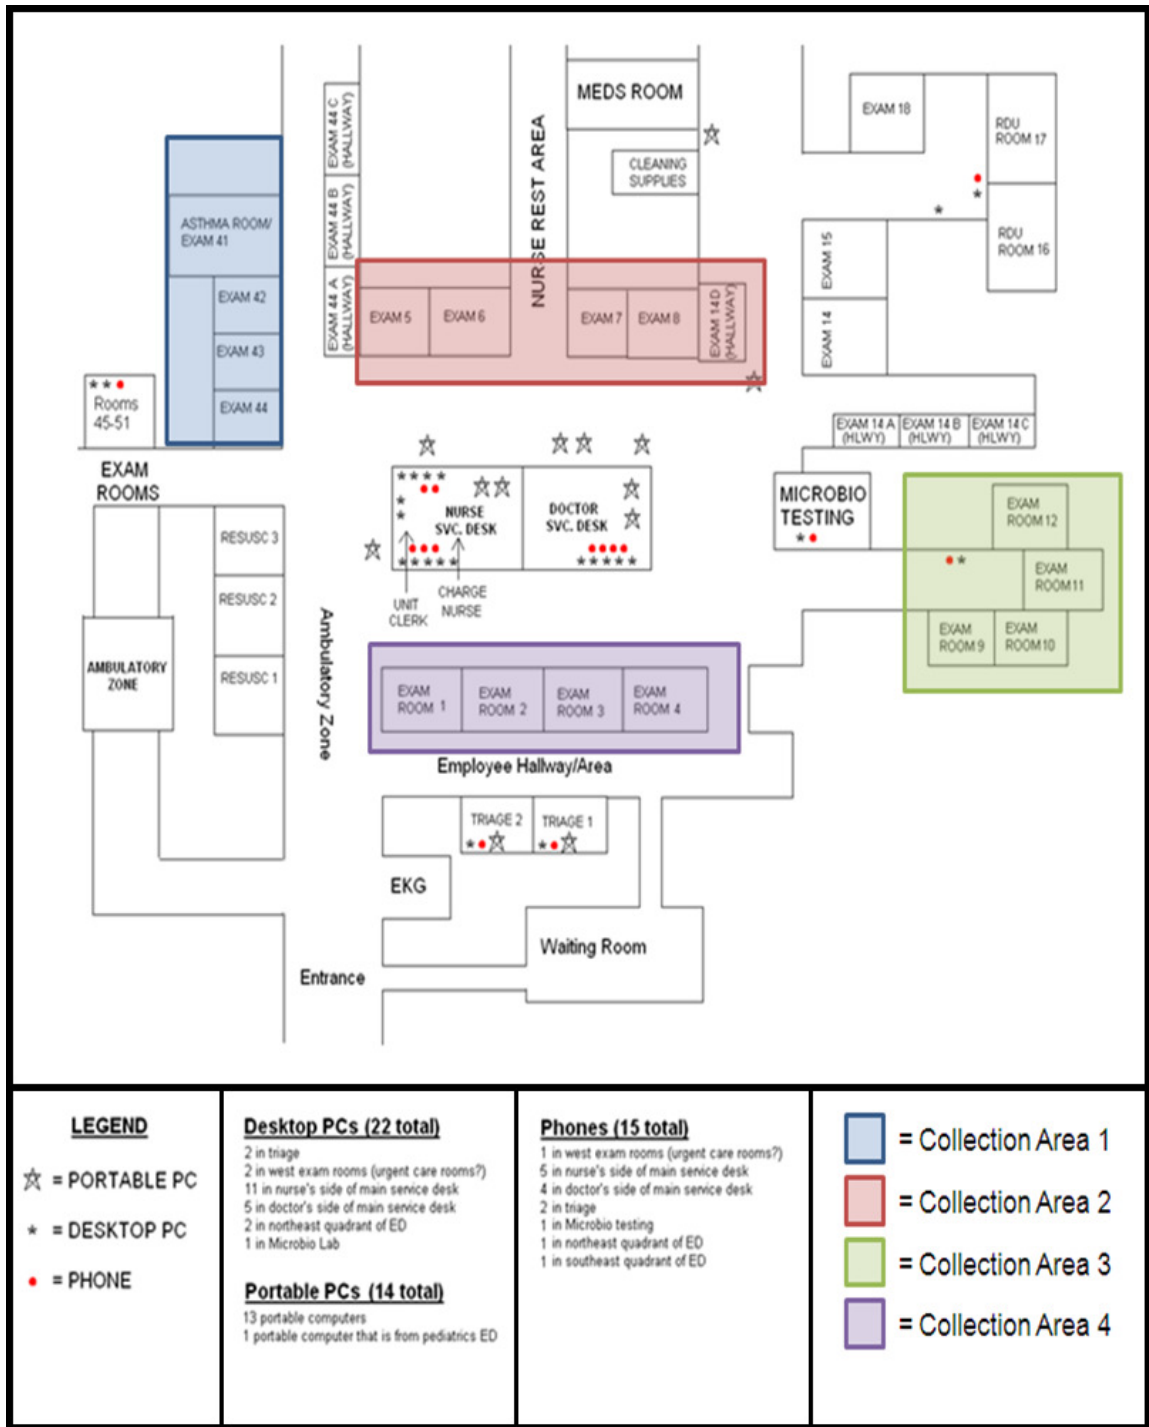 MEDS ROOM
EXAM 18
RDU
ROOM 17
EXAM 44 C
(HALLWAY)
NURSE REST AREA
CLEANING
SUPPLIES
EXAM 44 B
(HALLWAY)
ASTHMA ROOM/
EXAM 41
RDU
ROOM 16
EXAM 15
EXAM 44 A
(HALLWAY)
EXAM 42
EXAM 5
EXAM 6
EXAM 7
EXAM 8
EXAM 14D
(HALLWAY)
EXAM 14
EXAM 43
EXAM 44
* * ●
Rooms
45-51
EXAM 14 A
(HLWY)
EXAM 14 B
(HLWY)
EXAM 14 C
(HLWY)
EXAM
ROOMS
MICROBIO
TESTING
EXAM
ROOM 12
NURSE
SVC. DESK
DOCTOR
SVC. DESK
RESUSC 3
EXAM
ROOM 11
UNIT
CLERK
CHARGE
NURSE
RESUSC 2
EXAM
ROOM 9
EXAM
ROOM10
AMBULATORY
ZONE
RESUSC 1
Ambulatory Zone
EXAM
ROOM 1
EXAM
ROOM 2
EXAM
ROOM 3
EXAM
ROOM 4
Employee Hallway/Area
TRIAGE 2
TRIAGE 1
EKG
Waiting Room
Entrance
LEGEND
= PORTABLE PC
* = DESKTOP PC
● = PHONE
Desktop PCs (22 total)
2 in triage
2 in west exam rooms (urgent care rooms?)
11 in nurse's side of main service desk
5 in doctor's side of main service desk
2 in northeast quadrant of ED
1 in Microbio Lab
Portable PCs (14 total)
13 portable computers
1 portable computer that is from pediatrics ED
Phones (15 total)
1 in west exam rooms (urgent care rooms?)
5 in nurse's side of main service desk
4 in doctor's side of main service desk
2 in triage
1 in Microbio testing
1 in northeast quadrant of ED
1 in southeast quadrant of ED
= Collection Area 1
= Collection Area 2
= Collection Area 3
= Collection Area 4